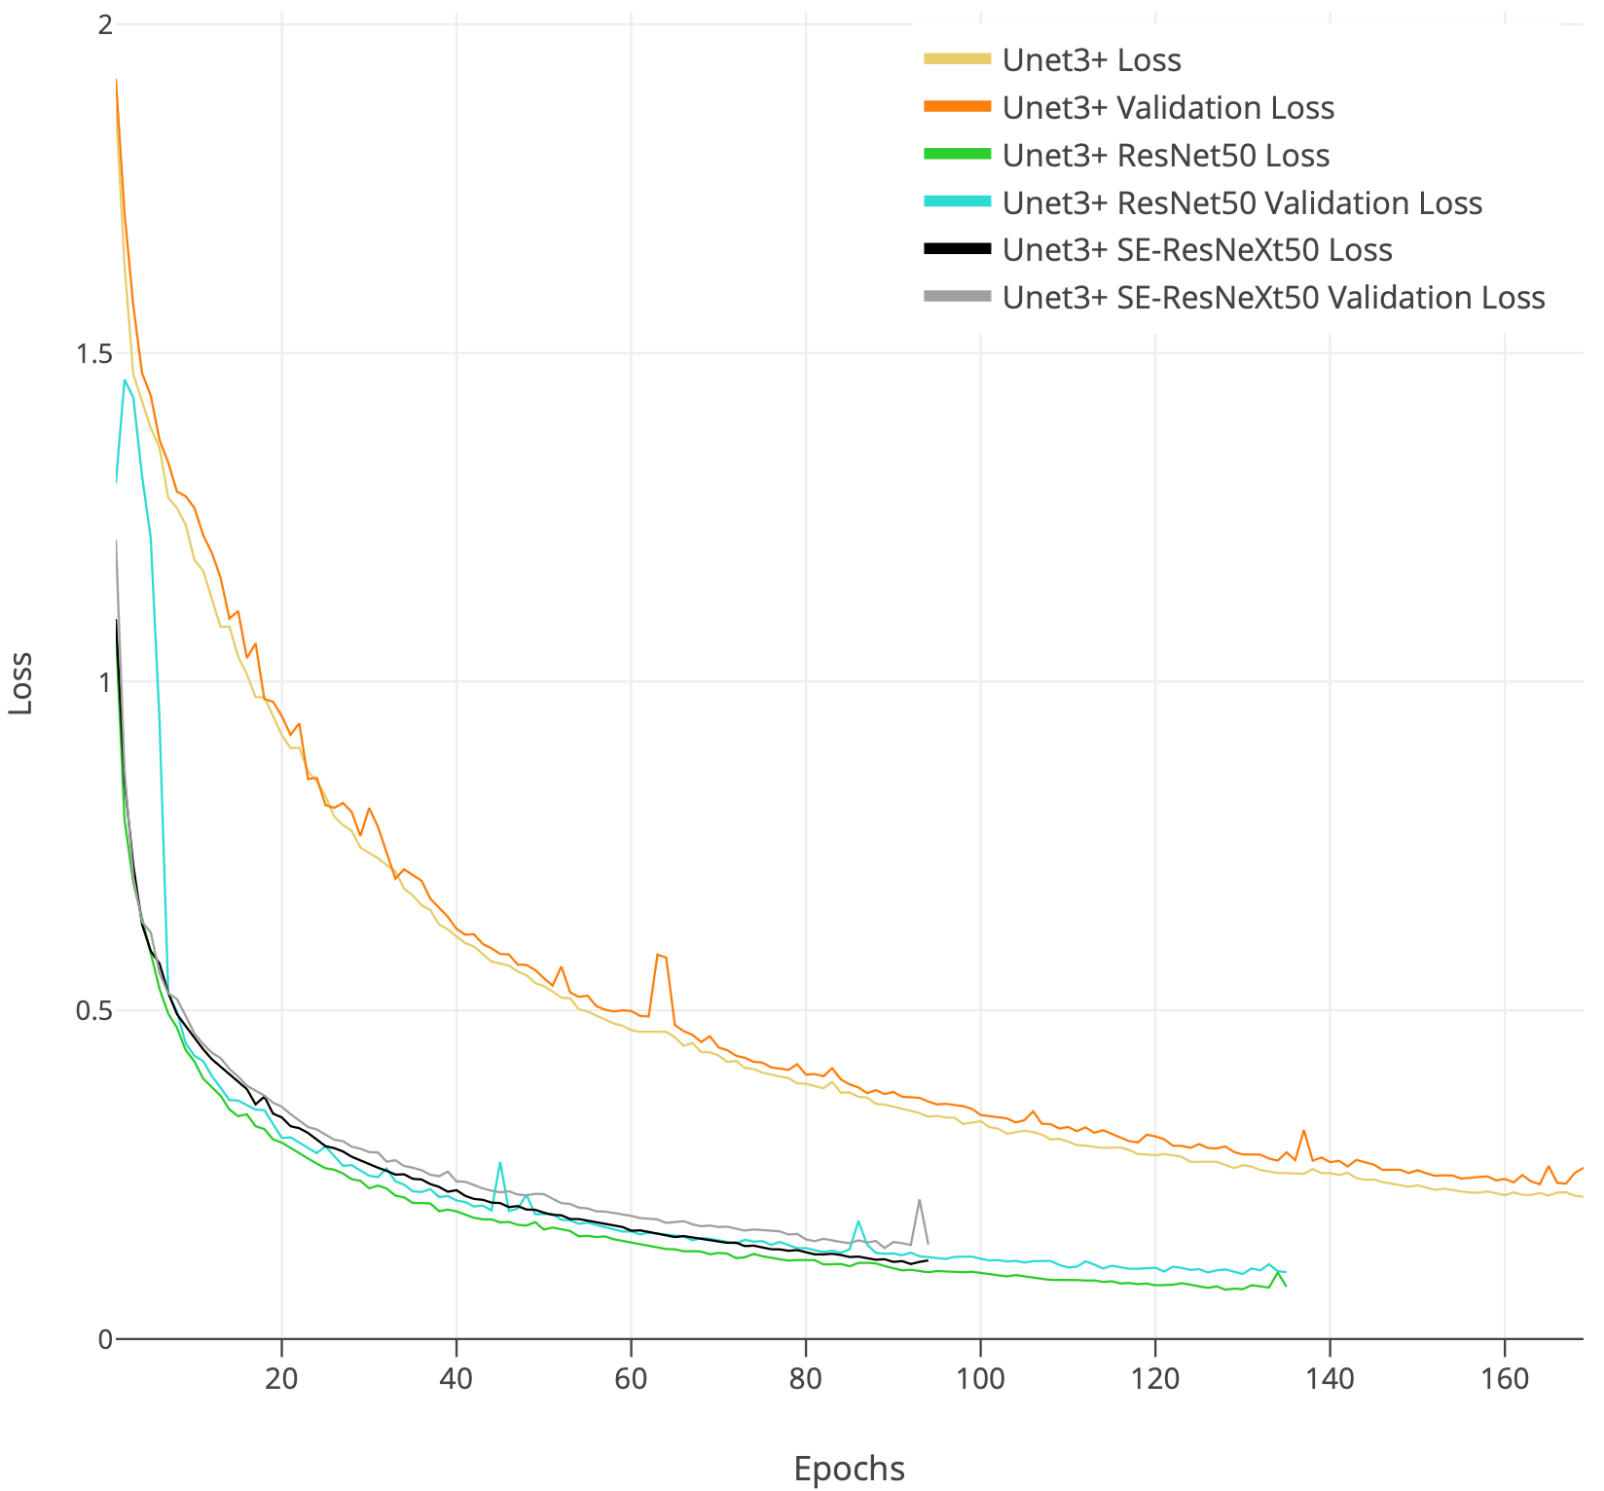 2
1.5
1
0.5
0
Loss
Unet3+ Loss
Unet3+ Validation Loss
Unet3+ ResNet50 Loss
Unet3+ ResNet50 Validation Loss
Unet3+ SE-ResNeXt50 Loss
Unet3+ SE-ResNeXt50 Validation Loss
20 40 60 80 100 120 140 160
Epochs